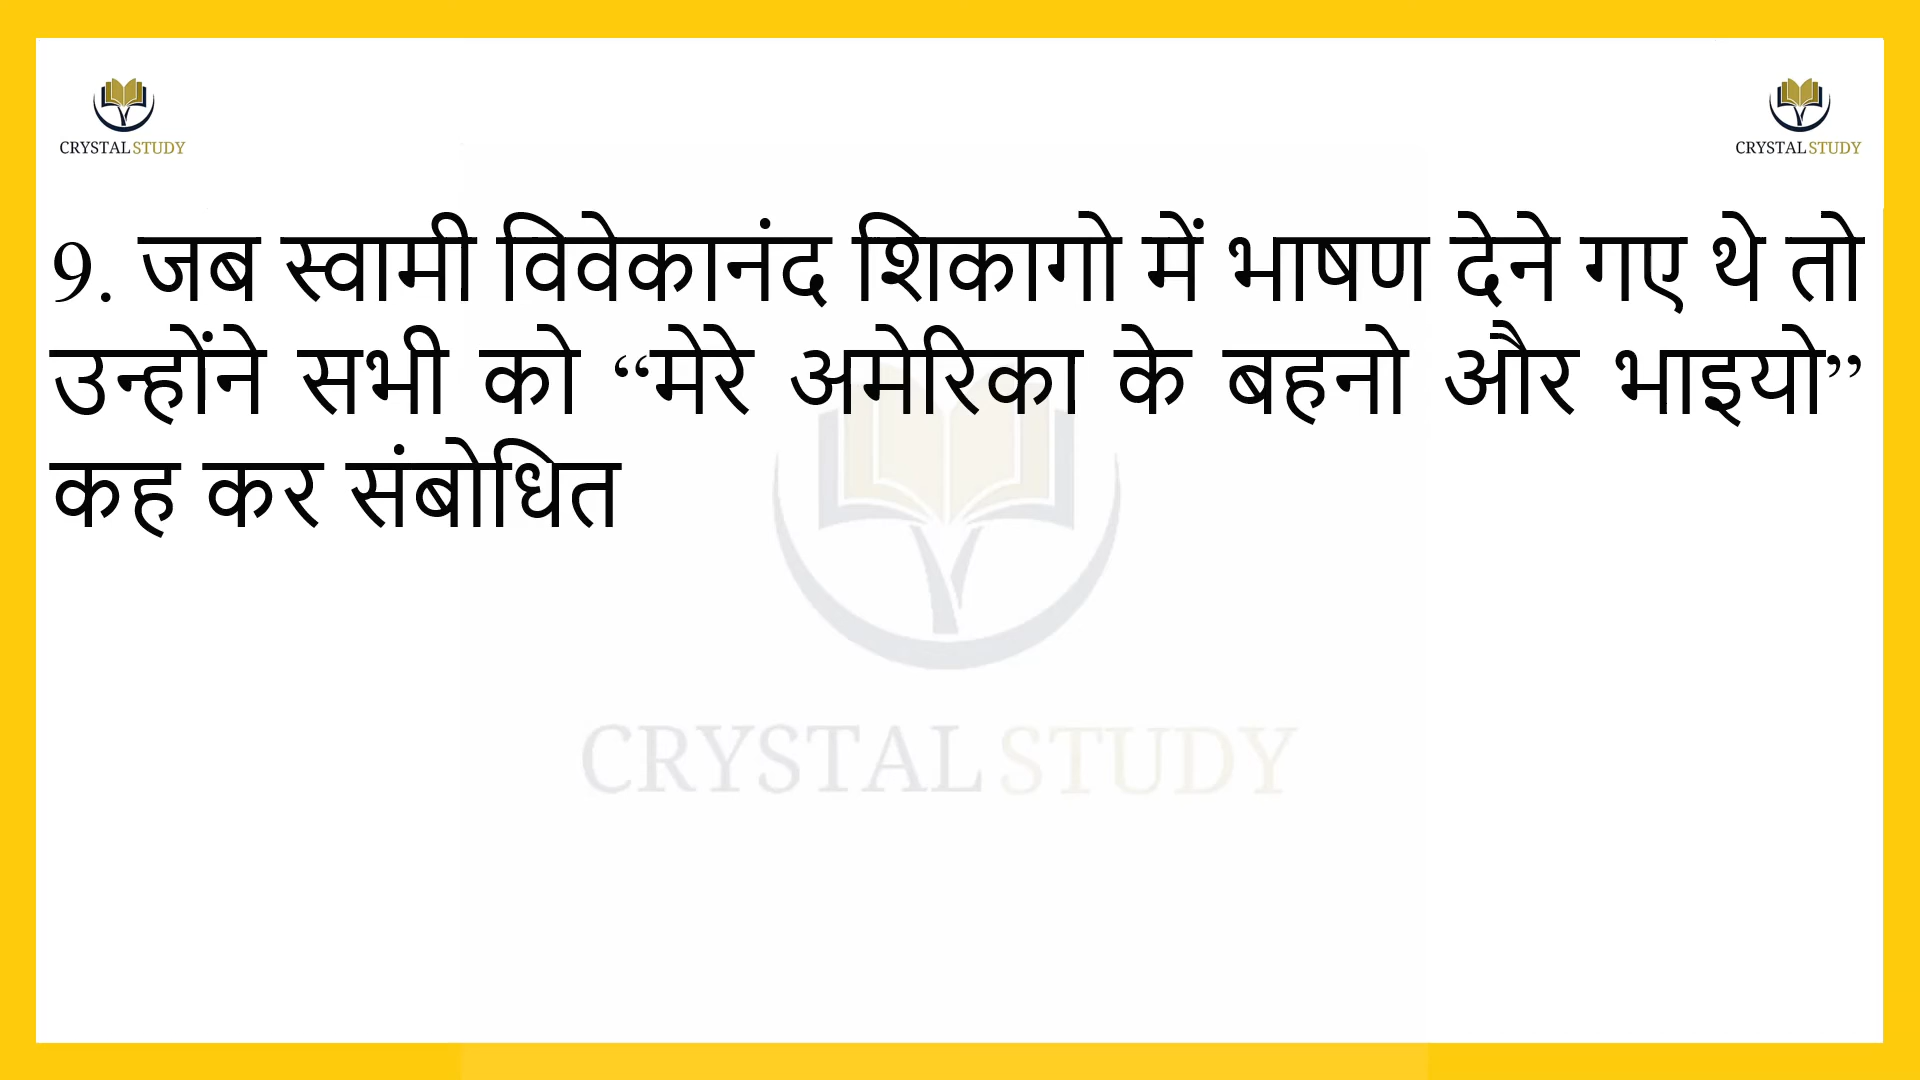 CRYSTAL STUDY
CRYSTAL STUDY
9. जब स्वामी विवेकानंद शिकागो में भाषण देने गए थे तो
उन्होंने सभी को “मेरे अमेरिका के बहनो और भाइयो”
कह कर संबोधित
CRYSTAL STUDY